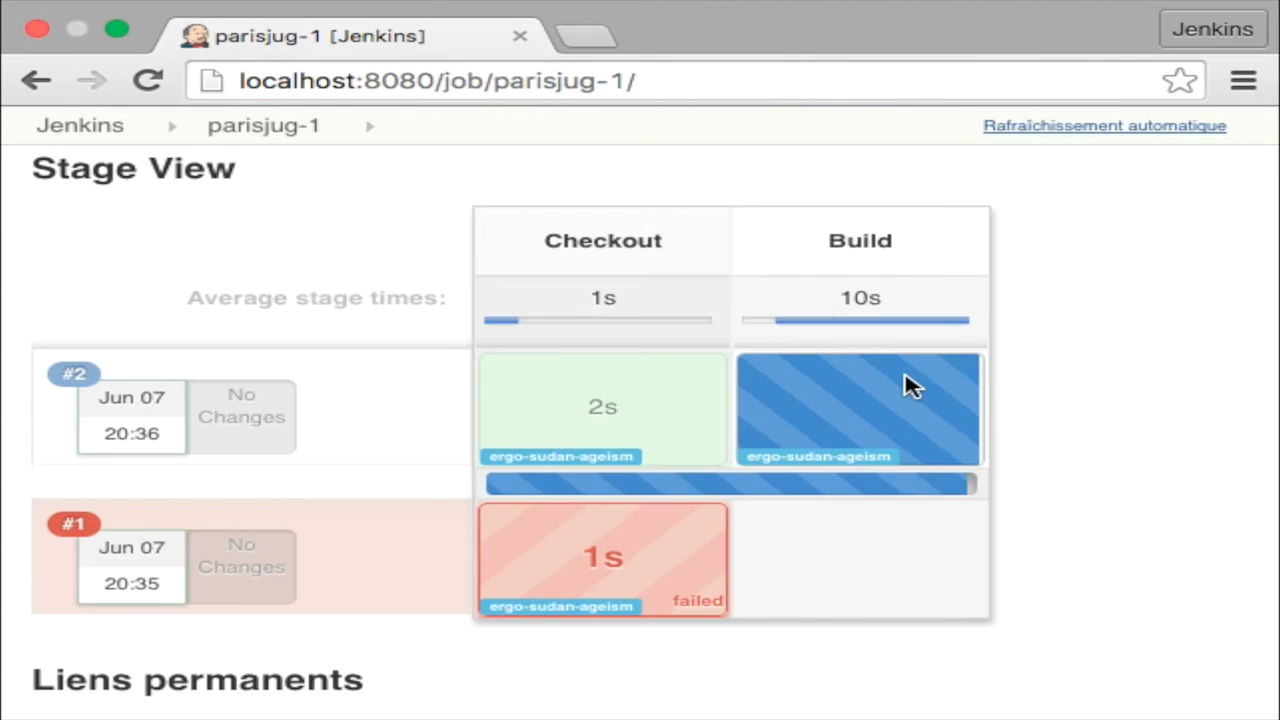 parisjug-1 [Jenkins]
Jenkins
localhost:8080/job/parisjug-1/
Jenkins parisjug-1
Rafraîchissement automatique
Stage View
Checkout Build
Average stage times: 1s 10s
#2
Jun 07
20:36
No
Changes
2s
ergo-sudan-ageism
ergo-sudan-ageism
#1
Jun 07
20:35
No
Changes
1s
failed
ergo-sudan-ageism
Liens permanents